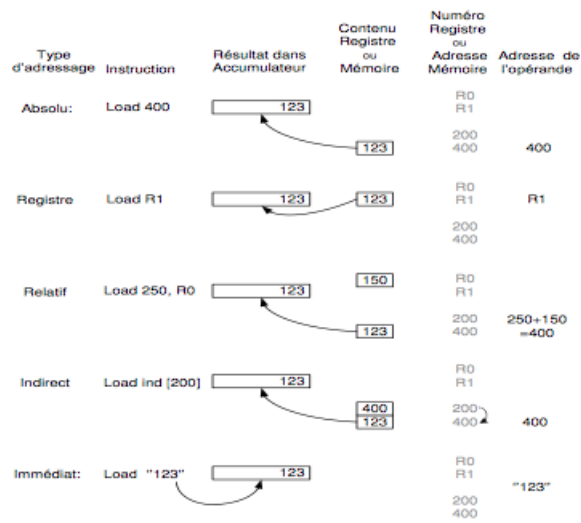 Type d'adressage
Instruction
Résultat dans Accumulateur
Contenu Registre ou Mémoire
Numéro Registre ou Adresse Mémoire
Adresse de l'opérande
Absolu: Load 400 123 R0
R1
200
123 400 400
Registre Load R1 123 123 R0
R1 R1
200
400
Relatif Load 250, R0 123 150 R0
R1
200 250+150
123 400 =400
Indirect Load ind [200] 123 R0
R1
400 200
123 400 400
Immédiat: Load "123" 123 R0
R1 "123"
200
400